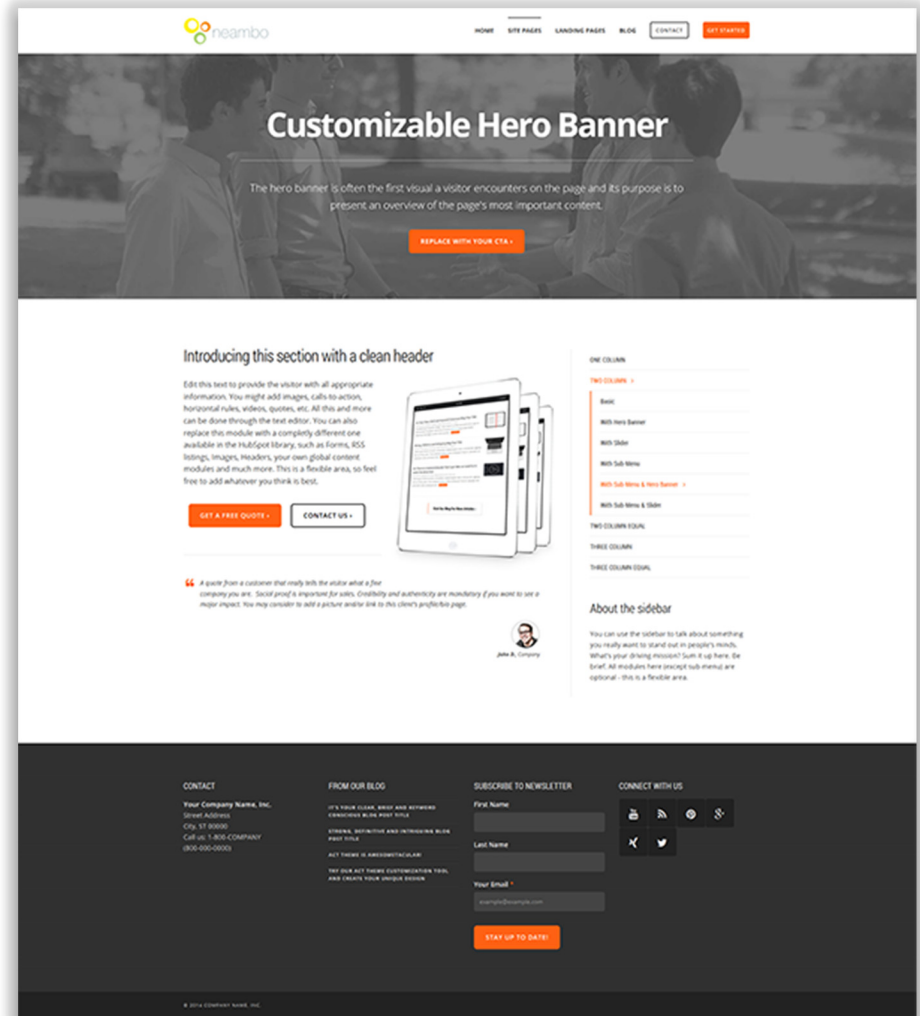 neambo
HOME SITE PAGES LANDING PAGES BLOG CONTACT GET STARTED
Customizable Hero Banner
The hero banner is often the first visual a visitor encounters on the page and its purpose is to
present an overview of the page's most important content.
REPLACE WITH YOUR CTA ›
Introducing this section with a clean header
Edit this text to provide the visitor with all appropriate
information. You might add images, calls-to-action,
horizontal rules, videos, quotes, etc. All this and more
can be done through the text editor. You can also
replace this module with a completly different one
available in the HubSpot library, such as Forms, RSS
listings, Images, Headers, your own global content
modules and much more. This is a flexible area, so feel
free to add whatever you think is best.
GET A FREE QUOTE › CONTACT US ›
A quote from a customer that really tells the visitor what a fine
company you are. Social proof is important for sales. Credibility and authenticity are mandatory if you want to see a
major impact. You may consider to add a picture and/or link to this client's profile/bio page.
John D., Company
ONE COLUMN
TWO COLUMN ›
Basic
With Hero Banner
With Slider
With Sub Menu
With Sub Menu & Hero Banner ›
With Sub Menu & Slider
TWO COLUMN EQUAL
THREE COLUMN
THREE COLUMN EQUAL
About the sidebar
You can use the sidebar to talk about something
you really want to stand out in people's minds.
What's your driving mission? Sum it up here. Be
brief. All modules here (except sub menu) are
optional - this is a flexible area.
CONTACT
Your Company Name, Inc.
Street Address
City, ST 00000
Call us: 1-800-COMPANY
(800-000-0000)
FROM OUR BLOG
IT'S YOUR CLEAR, BRIEF AND KEYWORD
CONSCIOUS BLOG POST TITLE
STRONG, DEFINITIVE AND INTRIGUING BLOG
POST TITLE
ACT THEME IS AWESOMETACULAR!
TRY OUR ACT THEME CUSTOMIZATION TOOL,
AND CREATE YOUR UNIQUE DESIGN
SUBSCRIBE TO NEWSLETTER
First Name
Last Name
Your Email *
example@example.com
STAY UP TO DATE!
CONNECT WITH US
© 2014 COMPANY NAME, INC.